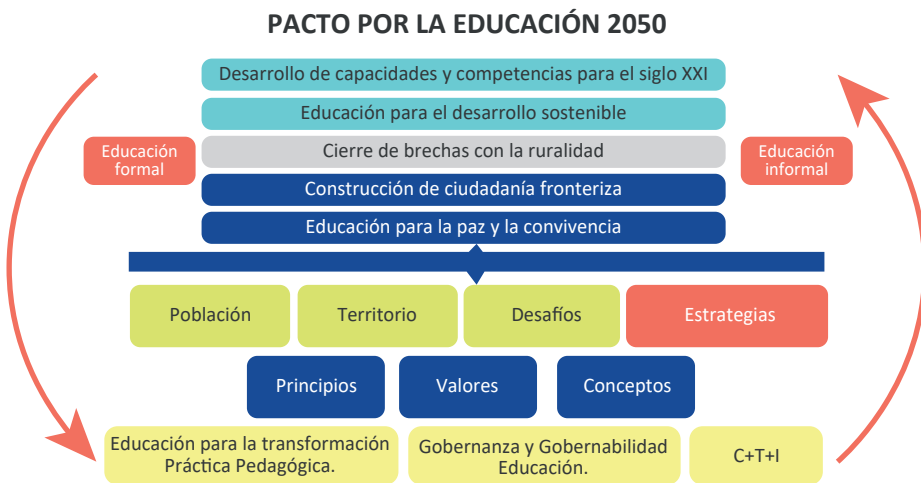 PACTO POR LA EDUCACIÓN 2050
Desarrollo de capacidades y competencias para el siglo XXI
Educación para el desarrollo sostenible
Educación
formal
Cierre de brechas con la ruralidad
Educación
informal
Construcción de ciudadanía fronteriza
Educación para la paz y la convivencia
Población
Territorio
Desafíos
Estrategias
Principios
Valores
Conceptos
Educación para la transformación
Práctica Pedagógica.
Gobernanza y Gobernabilidad
Educación.
C+T+I